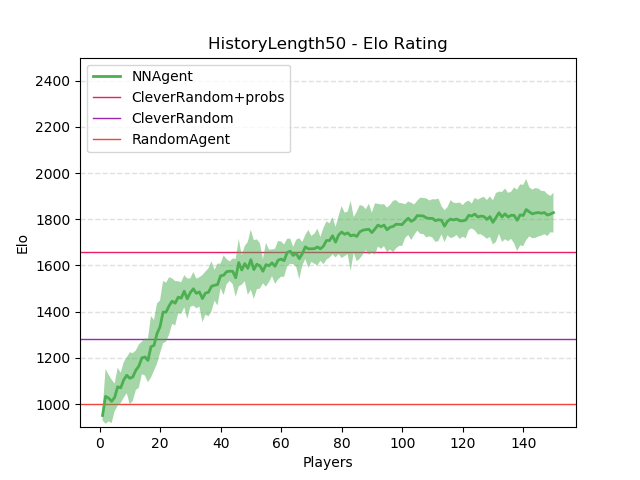 HistoryLength50 - Elo Rating
NNAgent
CleverRandom+probs
CleverRandom
RandomAgent
2400
2200
2000
1800
1600
1400
1200
1000
Elo
0 20 40 60 80 100 120 140
Players